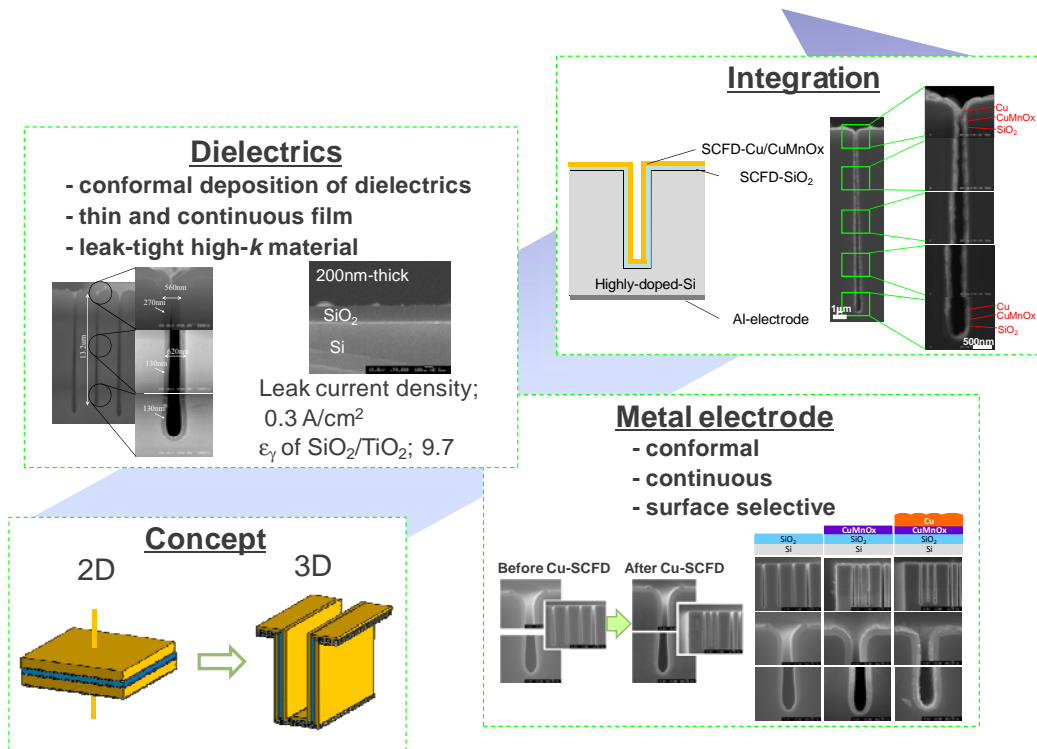 Integration
Cu
CuMnOx
SiO₂
SCFD-Cu/CuMnOx
SCFD-SiO₂
Highly-doped-Si
Al-electrode
1μm
Cu
CuMnOx
SiO₂
500nm
Dielectrics
- conformal deposition of dielectrics
- thin and continuous film
- leak-tight high-k material
560nm
270nm
13.2um
620nm
130nm
130nm
200nm-thick
SiO₂
Si
Leak current density;
0.3 A/cm²
εγ of SiO₂/TiO₂; 9.7
Metal electrode
- conformal
- continuous
- surface selective
Before Cu-SCFD
After Cu-SCFD
SiO₂
Si
CuMnOx
SiO₂
Si
Cu
CuMnOx
SiO₂
Si
Concept
2D
3D